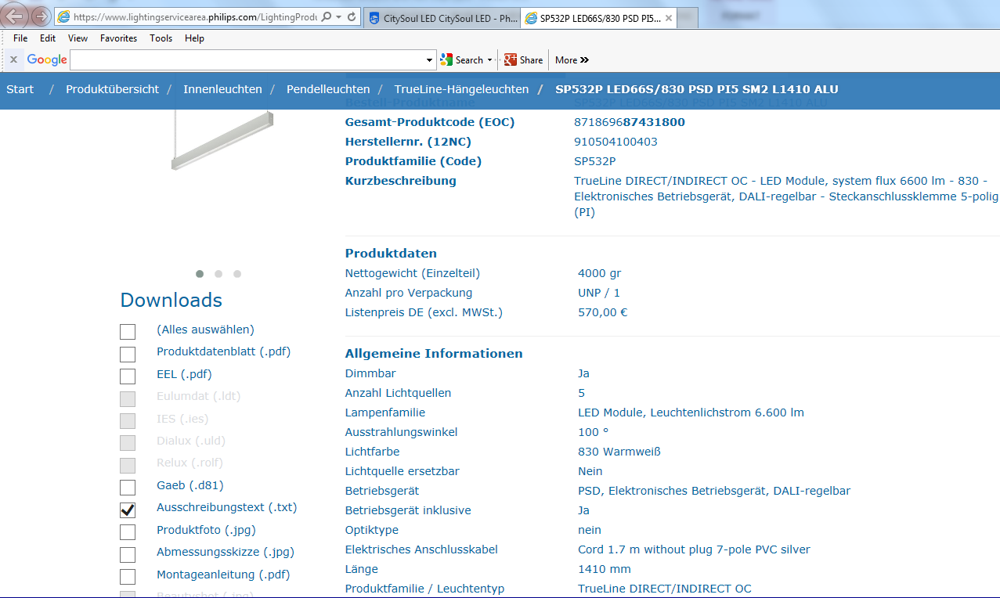 https://www.lightingservicearea.philips.com/LightingProdu
CitySoul LED CitySoul LED - Ph...
SP532P LED66S/830 PSD PI5...
File Edit View Favorites Tools Help
x Google Search Share More »
Start / Produktübersicht / Innenleuchten / Pendelleuchten / TrueLine-Hängeleuchten / SP532P LED66S/830 PSD PI5 SM2 L1410 ALU
Bestell-Produktname SP532P LED66S/830 PSD PI5 SM2 L1410 ALU
Gesamt-Produktcode (EOC) 871869687431800
Herstellernr. (12NC) 910504100403
Produktfamilie (Code) SP532P
Kurzbeschreibung TrueLine DIRECT/INDIRECT OC - LED Module, system flux 6600 lm - 830 -
Elektronisches Betriebsgerät, DALI-regelbar - Steckanschlussklemme 5-polig
(PI)
Produktdaten
Nettogewicht (Einzelteil) 4000 gr
Anzahl pro Verpackung UNP / 1
Listenpreis DE (excl. MWSt.) 570,00 €
Downloads
(Alles auswählen)
Produktdatenblatt (.pdf)
EEL (.pdf)
Eulumdat (.ldt)
IES (.ies)
Dialux (.uld)
Relux (.rolf)
Gaeb (.d81)
Ausschreibungstext (.txt)
Produktfoto (.jpg)
Abmessungsskizze (.jpg)
Montageanleitung (.pdf)
Beautyshot (.jpg)
Allgemeine Informationen
Dimmbar Ja
Anzahl Lichtquellen 5
Lampenfamilie LED Module, Leuchtenlichstrom 6.600 lm
Ausstrahlungswinkel 100 °
Lichtfarbe 830 Warmweiß
Lichtquelle ersetzbar Nein
Betriebsgerät PSD, Elektronisches Betriebsgerät, DALI-regelbar
Betriebsgerät inklusive Ja
Optiktype nein
Elektrisches Anschlusskabel Cord 1.7 m without plug 7-pole PVC silver
Länge 1410 mm
Produktfamilie / Leuchtentyp TrueLine DIRECT/INDIRECT OC